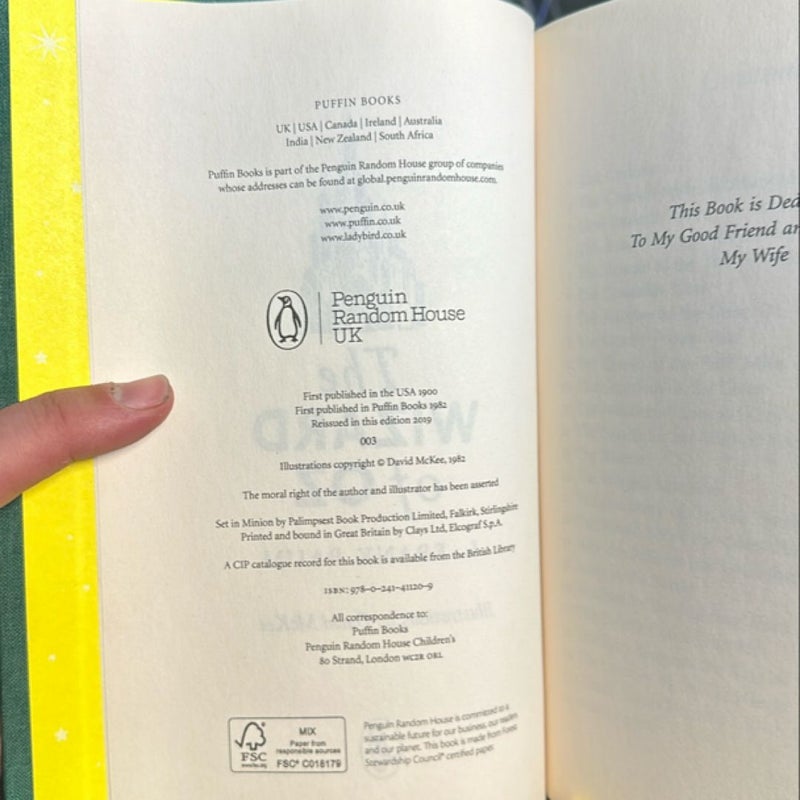 PUFFIN BOOKS
UK | USA | Canada | Ireland | Australia
India | New Zealand | South Africa
Puffin Books is part of the Penguin Random House group of companies
whose addresses can be found at global.penguinrandomhouse.com.
www.penguin.co.uk
www.puffin.co.uk
www.ladybird.co.uk
Penguin
Random House
UK
First published in the USA 1900
First published in Puffin Books 1982
Reissued in this edition 2019
003
Illustrations copyright © David McKee, 1982
The moral right of the author and illustrator has been asserted
Set in Minion by Palimpsest Book Production Limited, Falkirk, Stirlingshire
Printed and bound in Great Britain by Clays Ltd, Elcograf S.p.A.
A CIP catalogue record for this book is available from the British Library
ISBN: 978-0-241-41120-9
All correspondence to:
Puffin Books
Penguin Random House Children's
80 Strand, London WC2R 0RL
FSC
www.fsc.org
MIX
Paper from
responsible sources
FSC® C018179
Penguin Random House is committed to a
sustainable future for our business, our readers
and our planet. This book is made from Forest
Stewardship Council® certified paper.
This Book is Ded
To My Good Friend an
My Wife